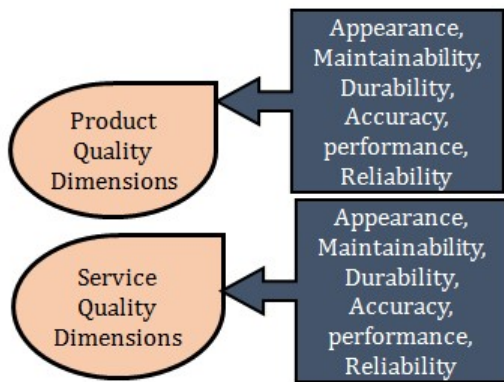 Product
Quality
Dimensions
Appearance,
Maintainability,
Durability,
Accuracy,
performance,
Reliability
Service
Quality
Dimensions
Appearance,
Maintainability,
Durability,
Accuracy,
performance,
Reliability